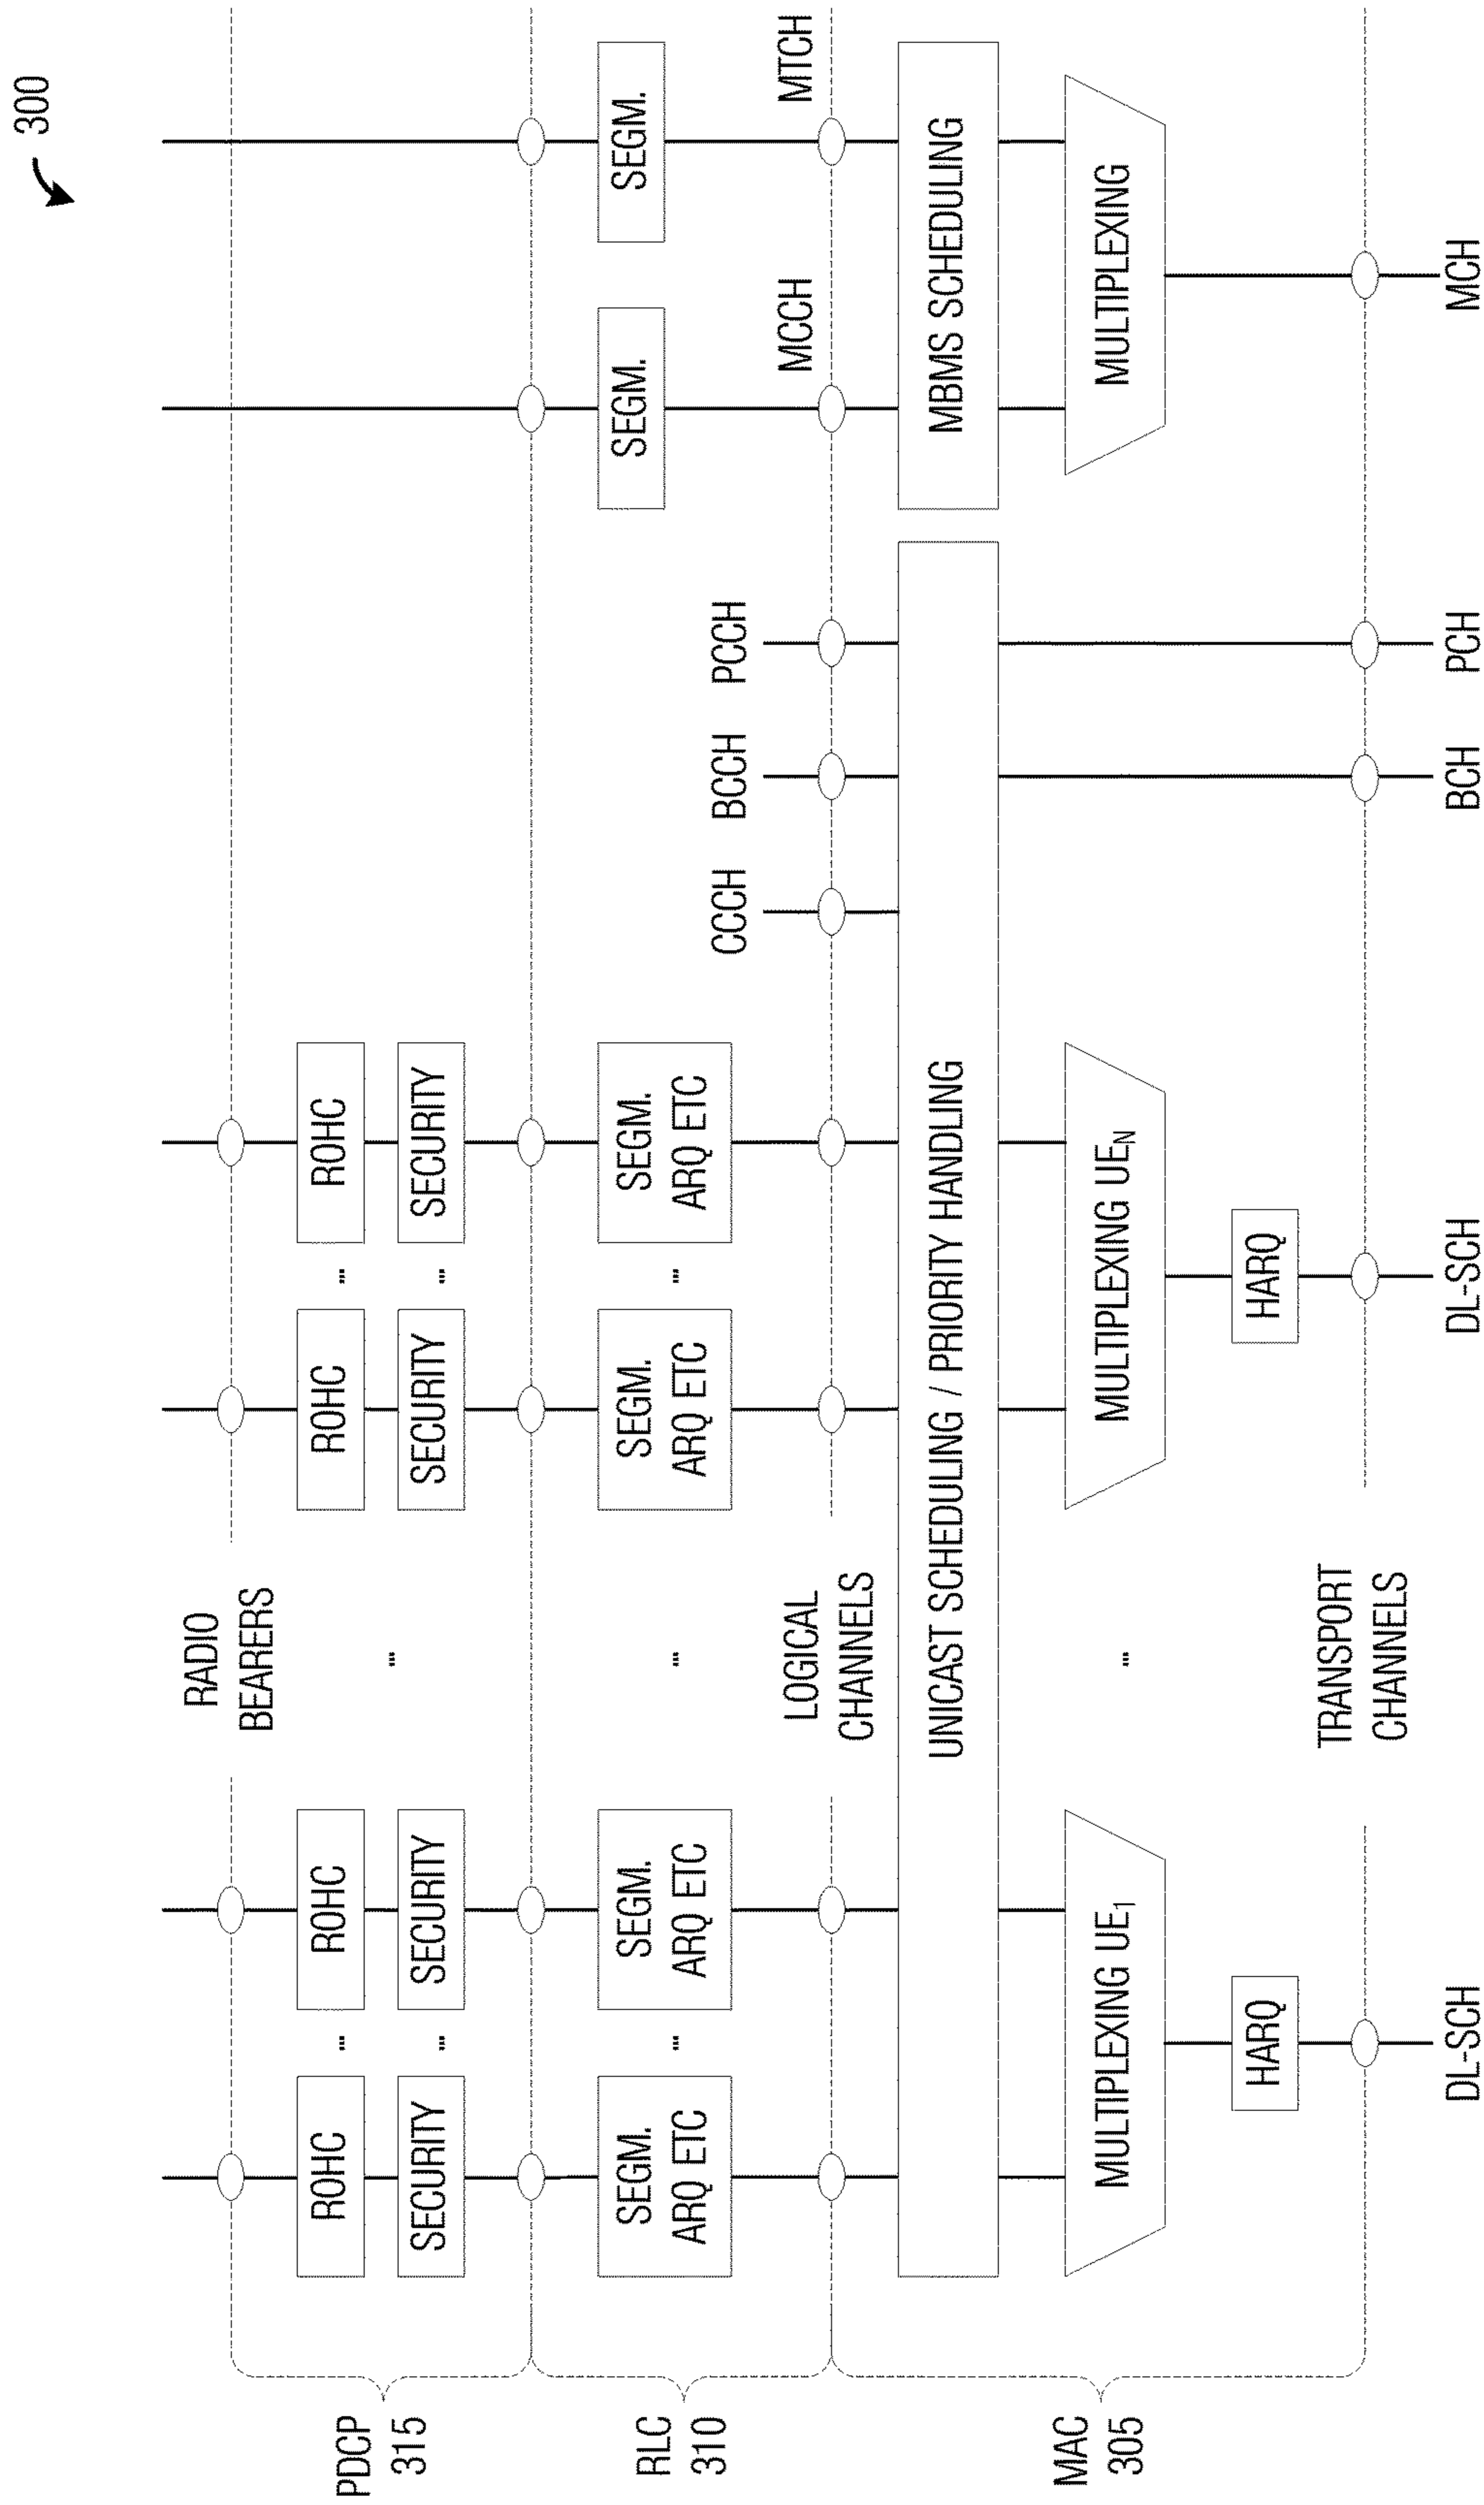 300
RADIO
BEARERS
PDCP
315
ROHC
...
ROHC
...
ROHC
...
ROHC
SECURITY
...
SECURITY
SECURITY
...
SECURITY
RLC
310
SEGM.
ARQ ETC
...
SEGM.
ARQ ETC
...
SEGM.
ARQ ETC
...
SEGM.
ARQ ETC
SEGM.
SEGM.
LOGICAL
CHANNELS
CCCH
BCCH
PCCH
MCCH
MTCH
MAC
305
UNICAST SCHEDULING / PRIORITY HANDLING
MBMS SCHEDULING
MULTIPLEXING UE1
...
MULTIPLEXING UEN
MULTIPLEXING
HARQ
HARQ
TRANSPORT
CHANNELS
DL-SCH
DL-SCH
BCH
PCH
MCH